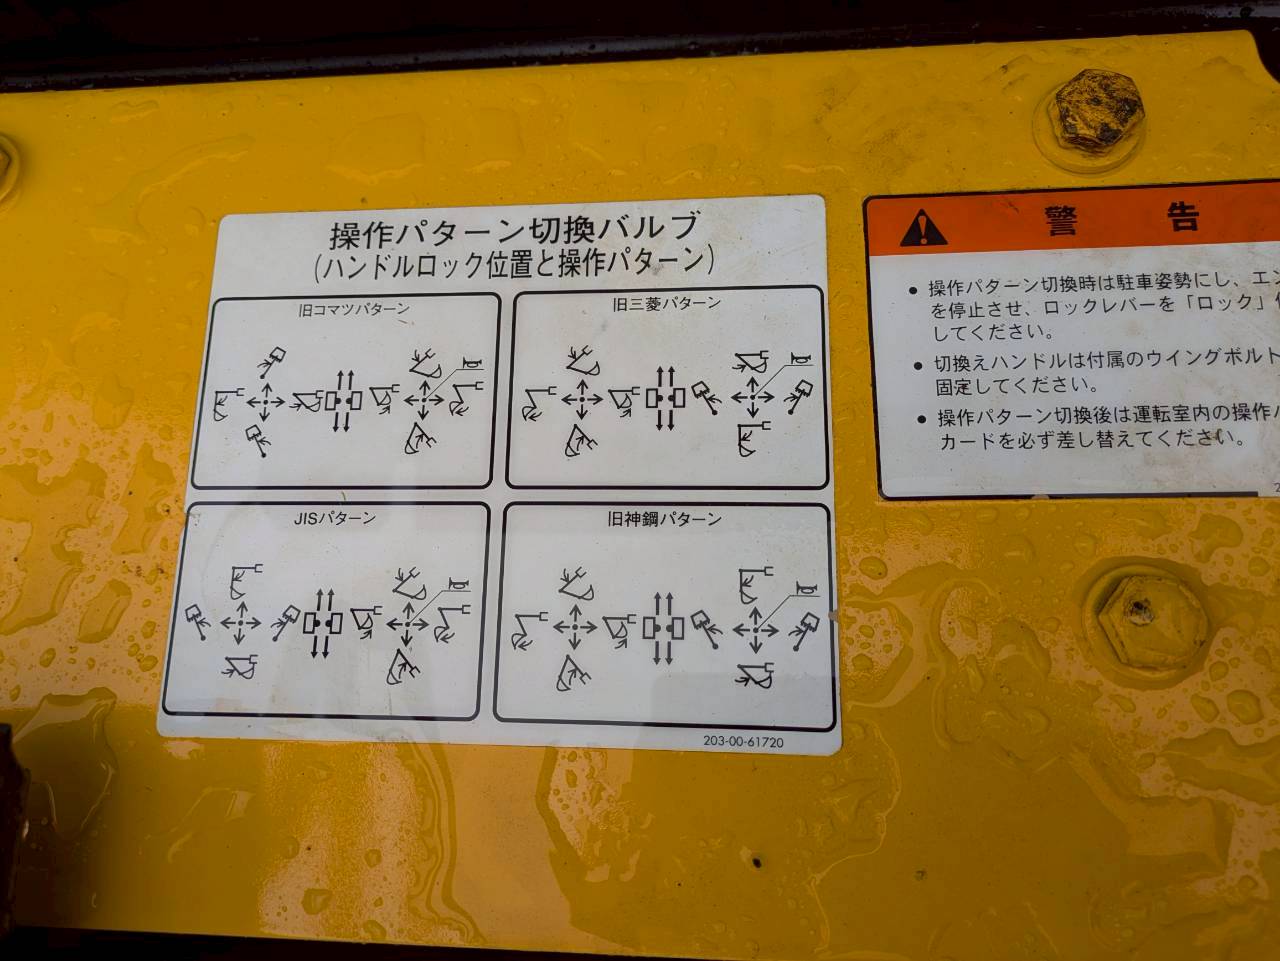 操作パターン切換バルブ
(ハンドルロック位置と操作パターン)
旧コマツパターン
旧三菱パターン
JISパターン
旧神鋼パターン
203-00-61720
警告
● 操作パターン切換時は駐車姿勢にし、エン
を停止させ、ロックレバーを「ロック」
してください。
● 切換えハンドルは付属のウイングボルト
固定してください。
● 操作パターン切換後は運転室内の操作
カードを必ず差し替えてください。